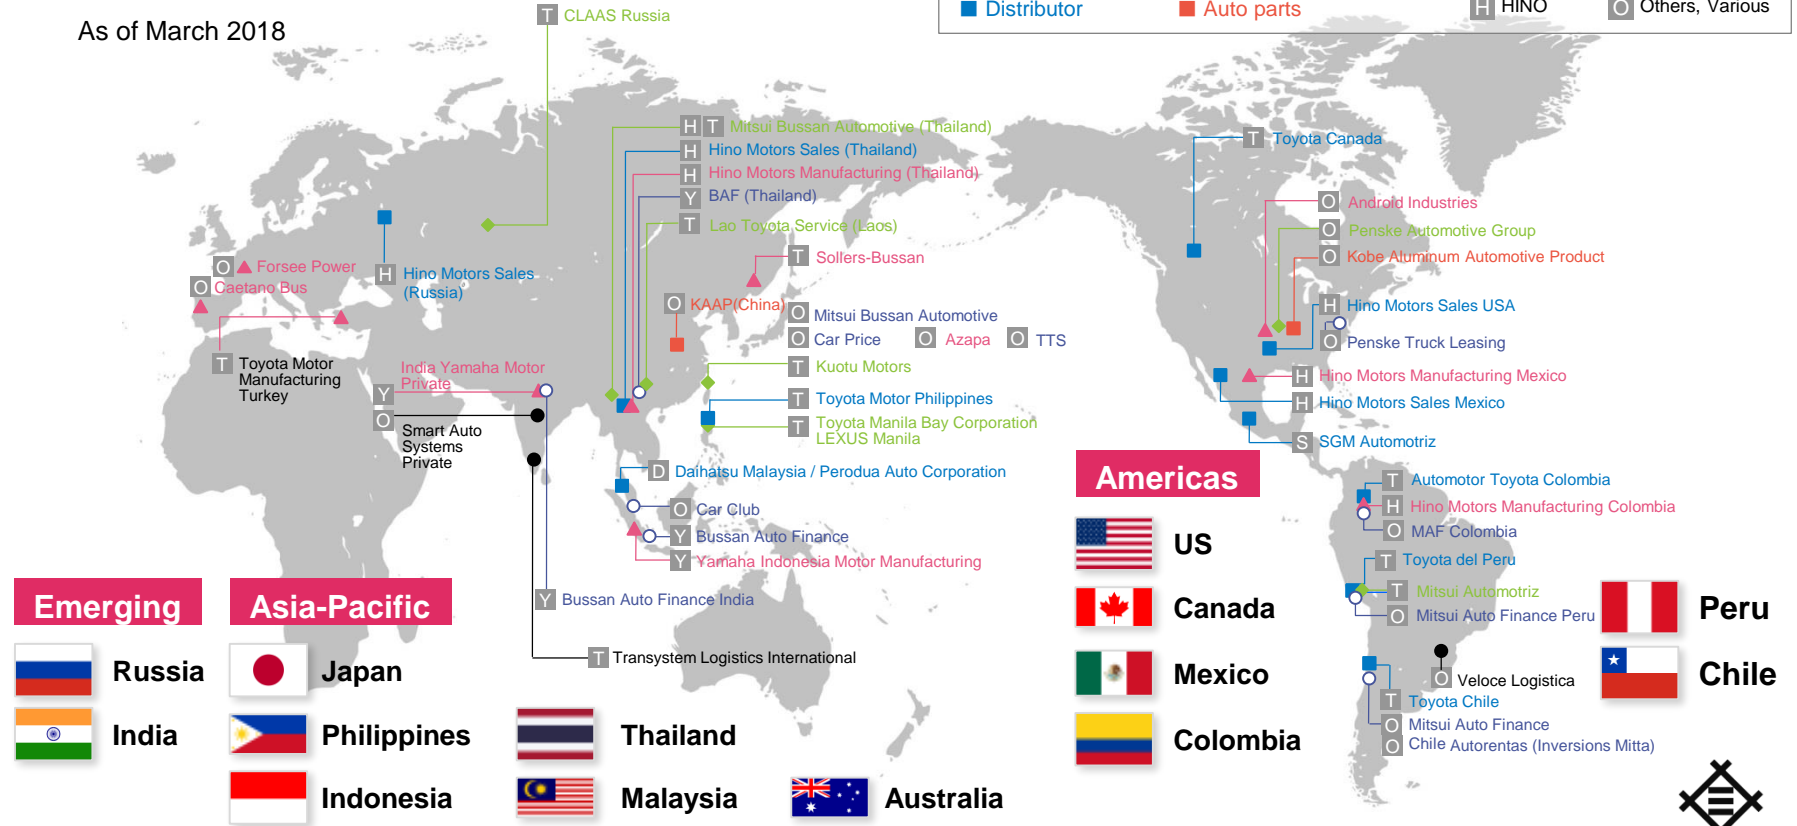 As of March 2018
Distributor
Auto parts
H HINO
O Others, Various
T CLAAS Russia
H T Mitsui Bussan Automotive (Thailand)
H Hino Motors Sales (Thailand)
H Hino Motors Manufacturing (Thailand)
Y BAF (Thailand)
T Lao Toyota Service (Laos)
T Sollers-Bussan
O KAAP(China)
O Mitsui Bussan Automotive
O Car Price
O Azapa
O TTS
T Kuotu Motors
T Toyota Motor Philippines
T Toyota Manila Bay Corporation
LEXUS Manila
D Daihatsu Malaysia / Perodua Auto Corporation
O Car Club
Y Bussan Auto Finance
Y Yamaha Indonesia Motor Manufacturing
O Forsee Power
O Caetano Bus
H Hino Motors Sales
(Russia)
T Toyota Motor
Manufacturing
Turkey
India Yamaha Motor
Y Private
O Smart Auto
Systems
Private
Y Bussan Auto Finance India
T Transystem Logistics International
T Toyota Canada
O Android Industries
O Penske Automotive Group
O Kobe Aluminum Automotive Product
H Hino Motors Sales USA
O Penske Truck Leasing
H Hino Motors Manufacturing Mexico
H Hino Motors Sales Mexico
S SGM Automotriz
T Automotor Toyota Colombia
H Hino Motors Manufacturing Colombia
O MAF Colombia
T Toyota del Peru
T Mitsui Automotriz
O Mitsui Auto Finance Peru
O Veloce Logistica
T Toyota Chile
O Mitsui Auto Finance
O Chile Autorentas (Inversions Mitta)
Emerging
Russia
India
Asia-Pacific
Japan
Philippines
Indonesia
Thailand
Malaysia
Australia
Americas
US
Canada
Mexico
Colombia
Peru
Chile